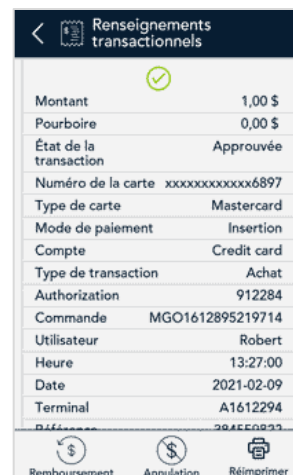 Renseignements
transactionnels
Montant 1,00 $
Pourboire 0,00 $
État de la Approuvée
transaction
Numéro de la carte xxxxxxxxxxxx6897
Type de carte Mastercard
Mode de paiement Insertion
Compte Credit card
Type de transaction Achat
Authorization 912284
Commande MGO1612895219714
Utilisateur Robert
Heure 13:27:00
Date 2021-02-09
Terminal A1612294
Référence
Remboursement Annulation Réimprimer